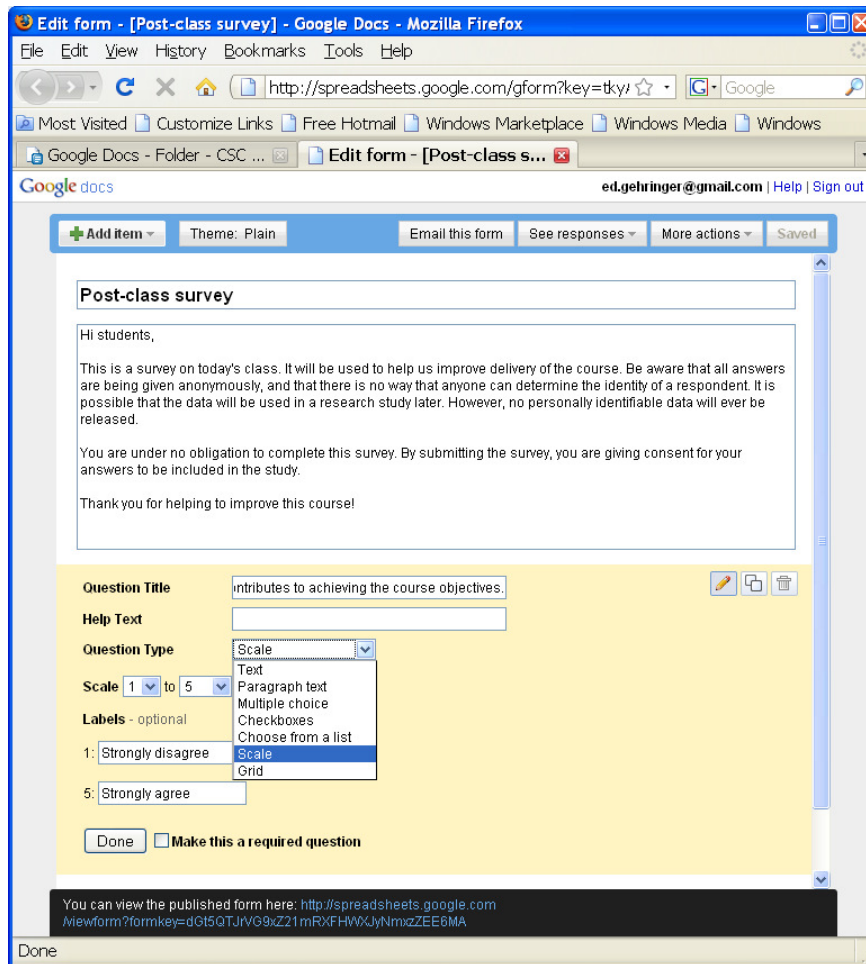 Edit form - [Post-class survey] - Google Docs - Mozilla Firefox
File Edit View History Bookmarks Tools Help
http://spreadsheets.google.com/gform?key=tky
G Google
Most Visited Customize Links Free Hotmail Windows Marketplace Windows Media Windows
Google Docs - Folder - CSC ... Edit form - [Post-class s...
Google docs ed.gehringer@gmail.com | Help | Sign out
Add item Theme: Plain Email this form See responses More actions Saved
Post-class survey
Hi students,
This is a survey on today's class. It will be used to help us improve delivery of the course. Be aware that all answers
are being given anonymously, and that there is no way that anyone can determine the identity of a respondent. It is
possible that the data will be used in a research study later. However, no personally identifiable data will ever be
released.
You are under no obligation to complete this survey. By submitting the survey, you are giving consent for your
answers to be included in the study.
Thank you for helping to improve this course!
Question Title ntributes to achieving the course objectives.
Help Text
Question Type Scale
Text
Paragraph text
Multiple choice
Checkboxes
Choose from a list
Scale
Grid
Scale 1 to 5
Labels - optional
1: Strongly disagree
5: Strongly agree
Done Make this a required question
You can view the published form here: http://spreadsheets.google.com
/viewform?formkey=dGt5QTJrVG9xZ21mRXFHWXJyNmxzZEE6MA
Done